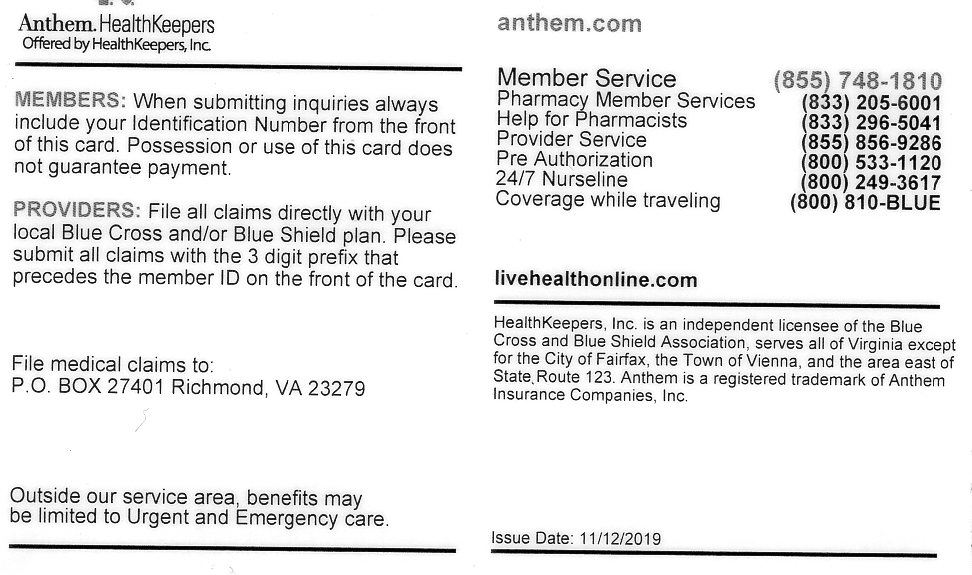 Anthem. HealthKeepers
Offered by HealthKeepers, Inc.
MEMBERS: When submitting inquiries always
include your Identification Number from the front
of this card. Possession or use of this card does
not guarantee payment.
PROVIDERS: File all claims directly with your
local Blue Cross and/or Blue Shield plan. Please
submit all claims with the 3 digit prefix that
precedes the member ID on the front of the card.
File medical claims to:
P.O. BOX 27401 Richmond, VA 23279
Outside our service area, benefits may
be limited to Urgent and Emergency care.
anthem.com
Member Service (855) 748-1810
Pharmacy Member Services (833) 205-6001
Help for Pharmacists (833) 296-5041
Provider Service (855) 856-9286
Pre Authorization (800) 533-1120
24/7 Nurseline (800) 249-3617
Coverage while traveling (800) 810-BLUE
livehealthonline.com
HealthKeepers, Inc. is an independent licensee of the Blue
Cross and Blue Shield Association, serves all of Virginia except
for the City of Fairfax, the Town of Vienna, and the area east of
State Route 123. Anthem is a registered trademark of Anthem
Insurance Companies, Inc.
Issue Date: 11/12/2019